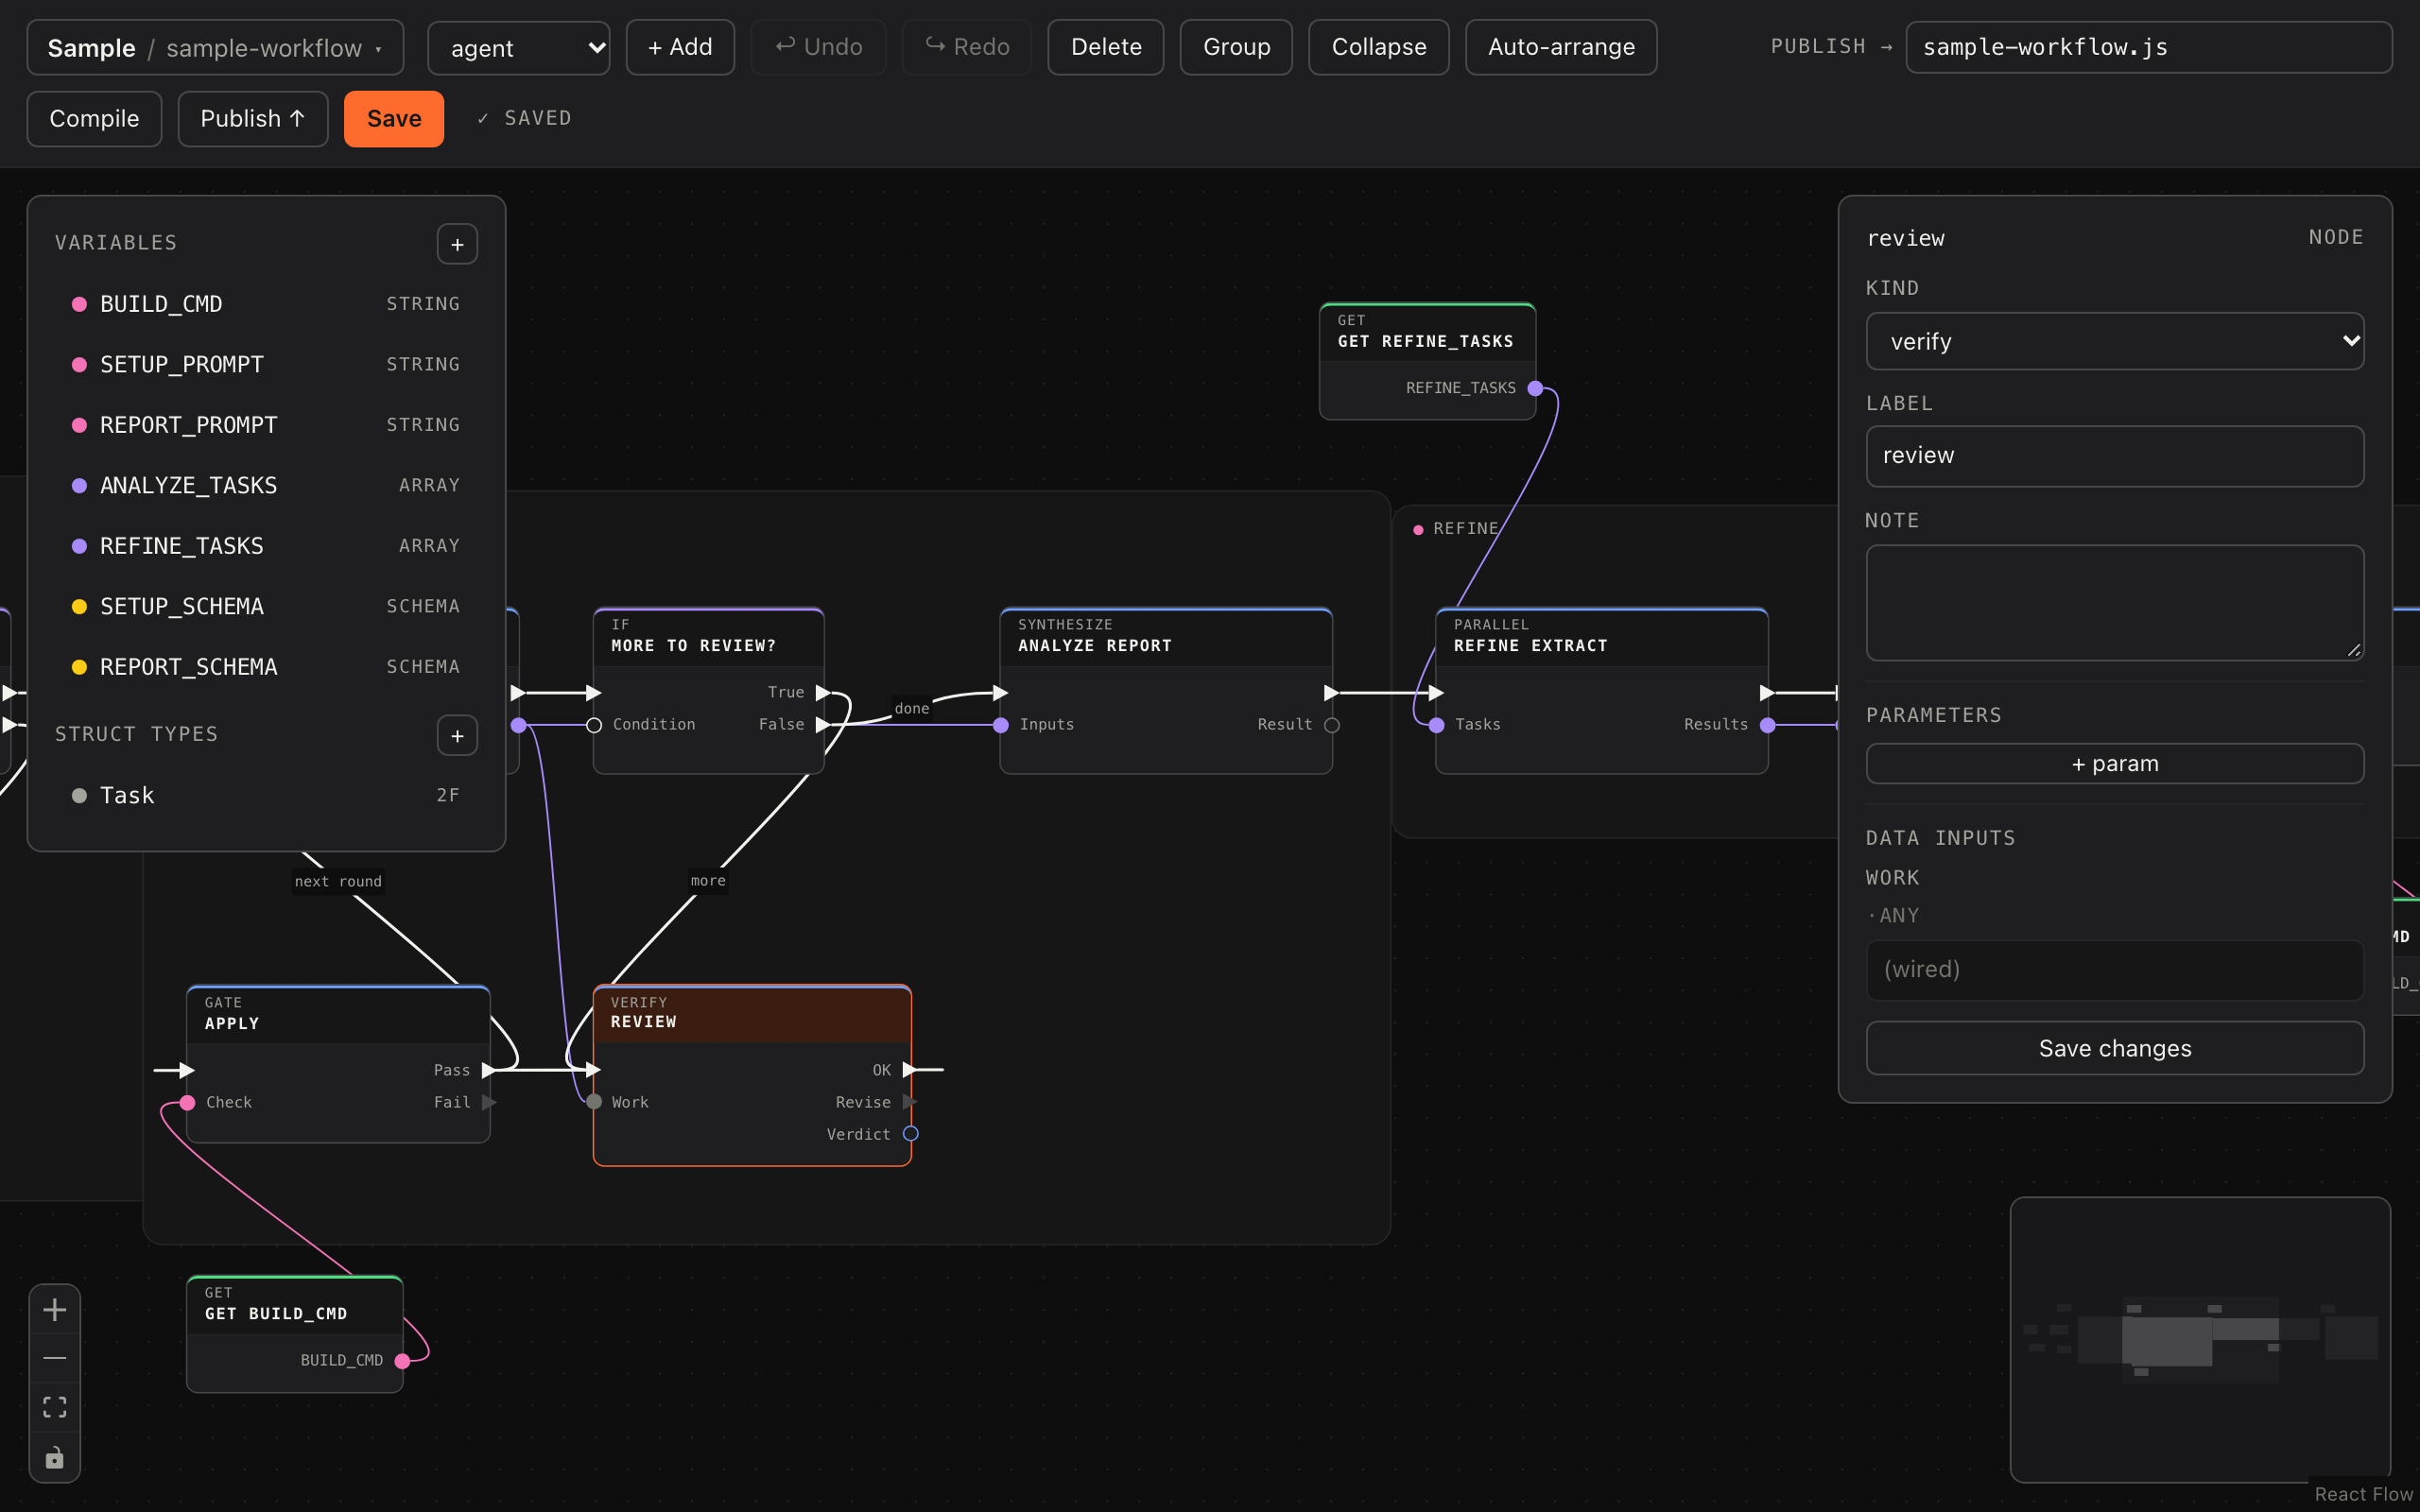 Sample / sample-workflow ▾
agent
+ Add
↩ Undo
↪ Redo
Delete
Group
Collapse
Auto-arrange
PUBLISH →
sample-workflow.js
Compile
Publish ↑
Save
✓ SAVED
VARIABLES
+
BUILD_CMD STRING
SETUP_PROMPT STRING
REPORT_PROMPT STRING
ANALYZE_TASKS ARRAY
REFINE_TASKS ARRAY
SETUP_SCHEMA SCHEMA
REPORT_SCHEMA SCHEMA
STRUCT TYPES
+
Task 2F
GET
GET REFINE_TASKS
REFINE_TASKS
REFINE
IF
MORE TO REVIEW?
True
Condition False
done
SYNTHESIZE
ANALYZE REPORT
Inputs Result
PARALLEL
REFINE EXTRACT
Tasks Results
next round
more
GATE
APPLY
Pass
Check Fail
VERIFY
REVIEW
OK
Work Revise
Verdict
GET
GET BUILD_CMD
BUILD_CMD
review NODE
KIND
verify
LABEL
review
NOTE
PARAMETERS
+ param
DATA INPUTS
WORK
·ANY
(wired)
Save changes
React Flow